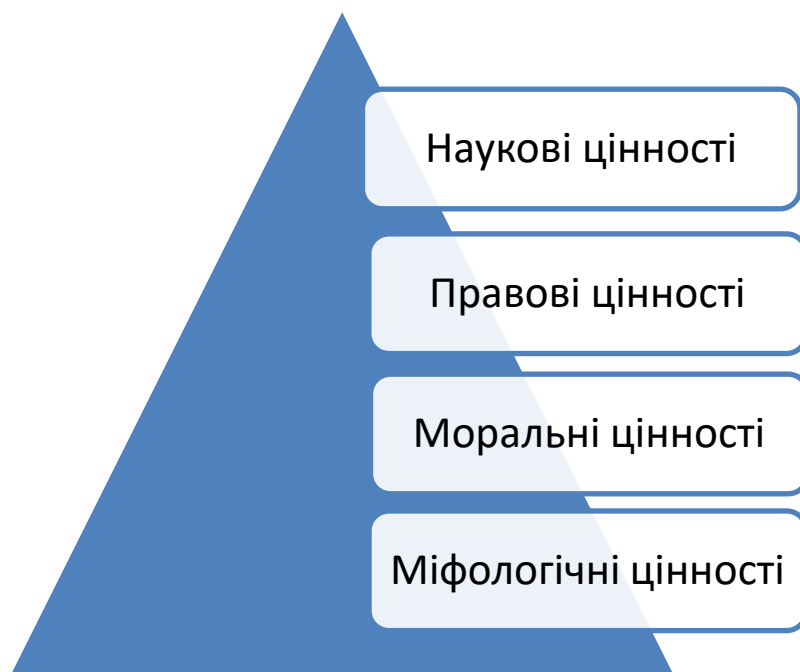 Наукові цінності
Правові цінності
Моральні цінності
Міфологічні цінності